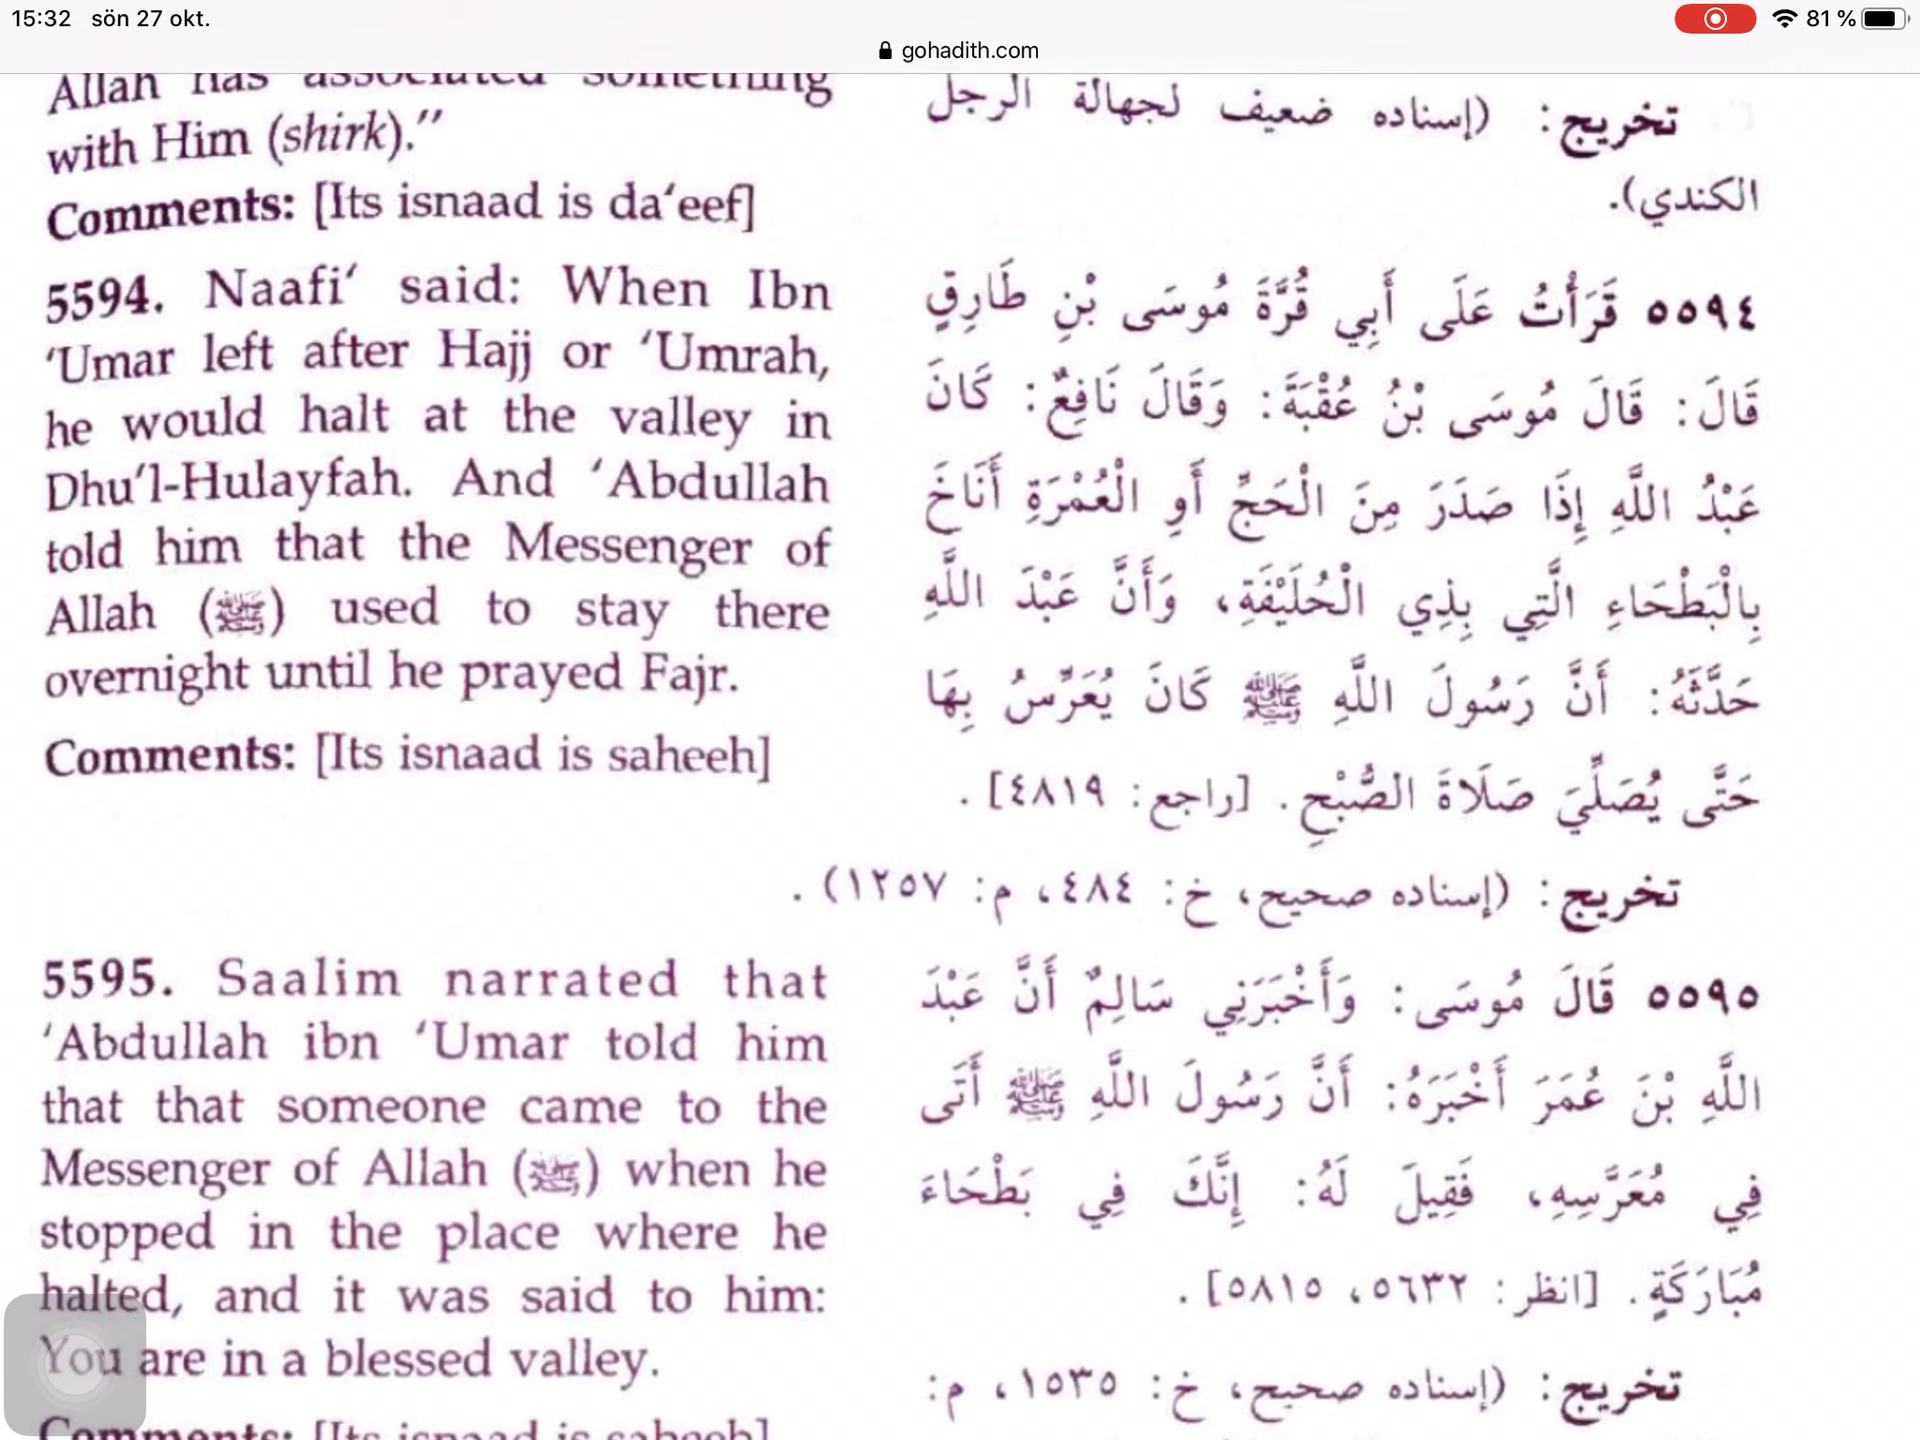 15:32 sön 27 okt.
81 %
gohadith.com
Allah has associated something
with Him (shirk).”
Comments: [Its isnaad is da‘eef]
5594. Naafi‘ said: When Ibn
‘Umar left after Hajj or ‘Umrah,
he would halt at the valley in
Dhu’l-Hulayfah. And ‘Abdullah
told him that the Messenger of
Allah (ﷺ) used to stay there
overnight until he prayed Fajr.
Comments: [Its isnaad is saheeh]
5595. Saalim narrated that
‘Abdullah ibn ‘Umar told him
that that someone came to the
Messenger of Allah (ﷺ) when he
stopped in the place where he
halted, and it was said to him:
You are in a blessed valley.
Comments: [Its isnaad is saheeh]
تخريج: (إسناده ضعيف لجهالة الرجل
الكندي).
٥٥٩٤ قَرَأْتُ عَلَى أَبِي قُرَّةَ مُوسَى بْنِ طَارِقٍ
قَالَ: قَالَ مُوسَى بْنُ عُقْبَةَ: وَقَالَ نَافِعٌ: كَانَ
عَبْدُ اللَّهِ إِذَا صَدَرَ مِنَ الْحَجِّ أَوِ الْعُمْرَةِ أَنَاخَ
بِالْبَطْحَاءِ الَّتِي بِذِي الْحُلَيْفَةِ، وَأَنَّ عَبْدَ اللَّهِ
حَدَّثَهُ: أَنَّ رَسُولَ اللَّهِ ﷺ كَانَ يُعَرِّسُ بِهَا
حَتَّى يُصَلِّيَ صَلَاةَ الصُّبْحِ. [راجع: ٤٨١٩].
تخريج: (إسناده صحيح، خ: ٤٨٤، م: ١٢٥٧).
٥٥٩٥ قَالَ مُوسَى: وَأَخْبَرَنِي سَالِمٌ أَنَّ عَبْدَ
اللَّهِ بْنَ عُمَرَ أَخْبَرَهُ: أَنَّ رَسُولَ اللَّهِ ﷺ أَتَى
فِي مُعَرَّسِهِ، فَقِيلَ لَهُ: إِنَّكَ فِي بَطْحَاءَ
مُبَارَكَةٍ. [انظر: ٥٦٣٢، ٥٨١٥].
تخريج: (إسناده صحيح، خ: ١٥٣٥، م: